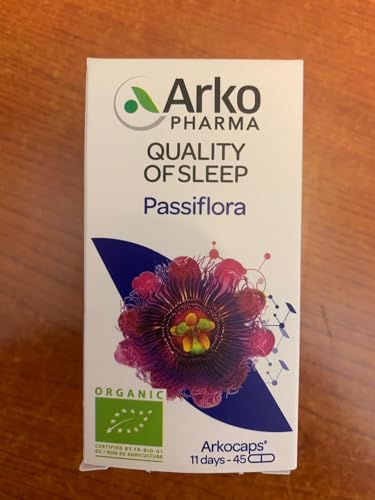 Arko
PHARMA
QUALITY
OF SLEEP
Passiflora
ORGANIC
CERTIFIED BY FR-BIO-01
EU / NON EU AGRICULTURE
Arkocaps®
11 days - 45